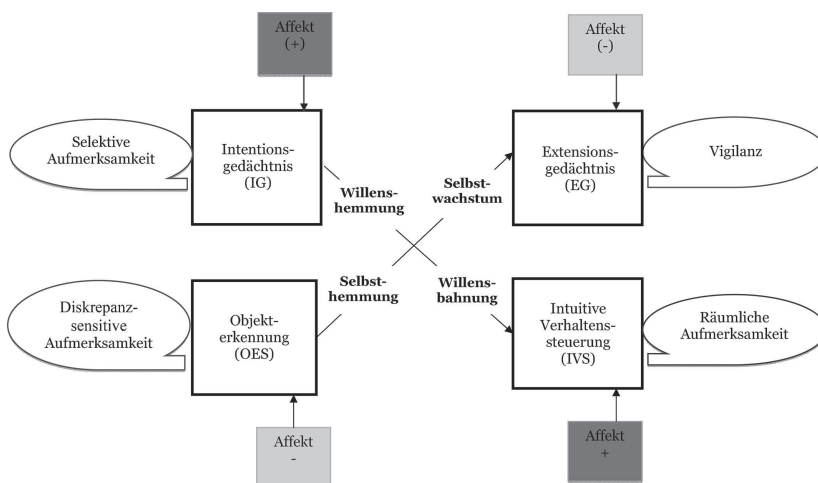 Affekt
(+)
Affekt
(-)
Selektive
Aufmerksamkeit
Intentions-
gedächtnis
(IG)
Willens-
hemmung
Selbst-
wachstum
Extensions-
gedächtnis
(EG)
Vigilanz
Diskrepanz-
sensitive
Aufmerksamkeit
Objekt-
erkennung
(OES)
Selbst-
hemmung
Willens-
bahnung
Intuitive
Verhaltens-
steuerung
(IVS)
Räumliche
Aufmerksamkeit
Affekt
-
Affekt
+